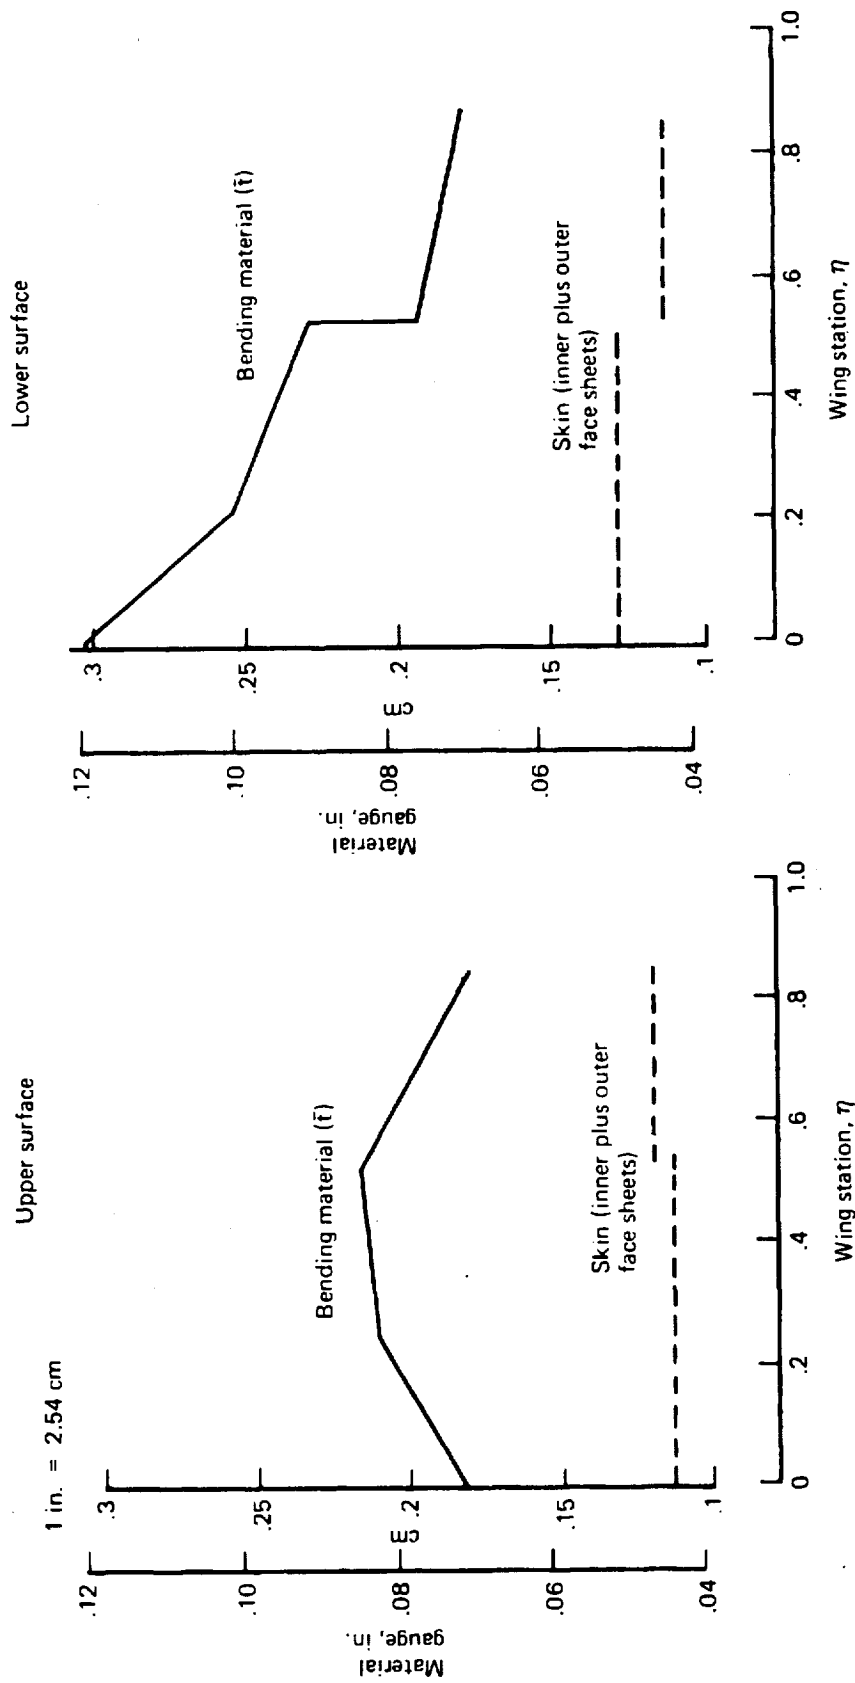 1 in. = 2.54 cm
Upper surface
Material
gauge, in.
.12
.10
.08
.06
.04
cm
.3
.25
.2
.15
.1
Bending material (t̄)
Skin (inner plus outer
face sheets)
0
.2
.4
.6
.8
1.0
Wing station, η
Lower surface
Material
gauge, in.
.12
.10
.08
.06
.04
cm
.3
.25
.2
.15
.1
Bending material (t̄)
Skin (inner plus outer
face sheets)
0
.2
.4
.6
.8
1.0
Wing station, η